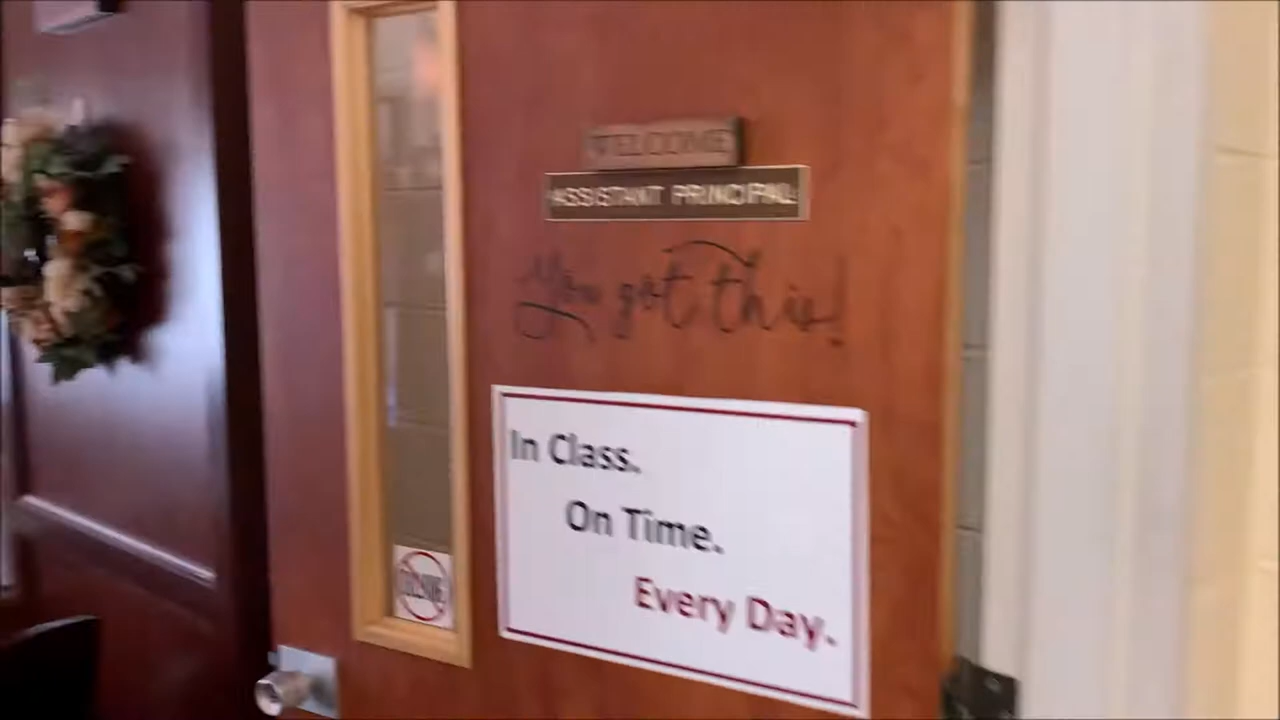 WELCOME
ASSISTANT PRINCIPAL
You got this!
In Class.
On Time.
Every Day.